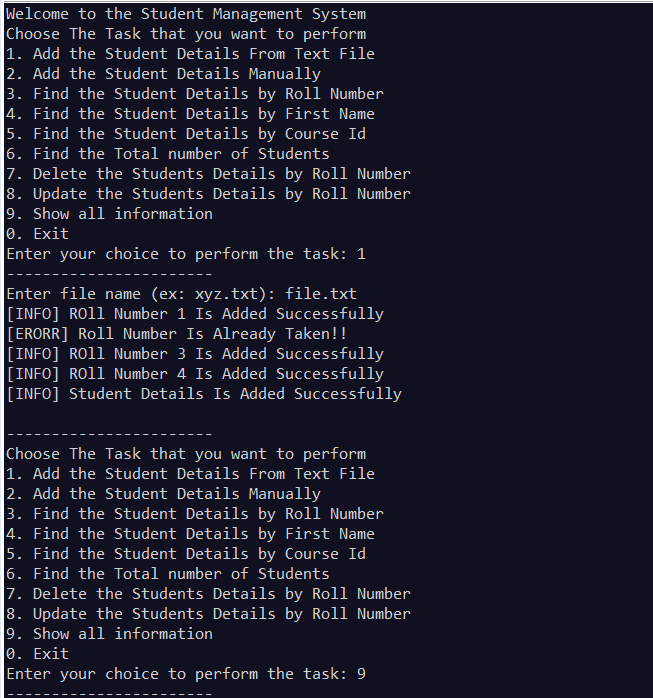 Welcome to the Student Management System
Choose The Task that you want to perform
1. Add the Student Details From Text File
2. Add the Student Details Manually
3. Find the Student Details by Roll Number
4. Find the Student Details by First Name
5. Find the Student Details by Course Id
6. Find the Total number of Students
7. Delete the Students Details by Roll Number
8. Update the Students Details by Roll Number
9. Show all information
0. Exit
Enter your choice to perform the task: 1
-----------------------
Enter file name (ex: xyz.txt): file.txt
[INFO] ROll Number 1 Is Added Successfully
[ERORR] Roll Number Is Already Taken!!
[INFO] ROll Number 3 Is Added Successfully
[INFO] ROll Number 4 Is Added Successfully
[INFO] Student Details Is Added Successfully
-----------------------
Choose The Task that you want to perform
1. Add the Student Details From Text File
2. Add the Student Details Manually
3. Find the Student Details by Roll Number
4. Find the Student Details by First Name
5. Find the Student Details by Course Id
6. Find the Total number of Students
7. Delete the Students Details by Roll Number
8. Update the Students Details by Roll Number
9. Show all information
0. Exit
Enter your choice to perform the task: 9
-----------------------